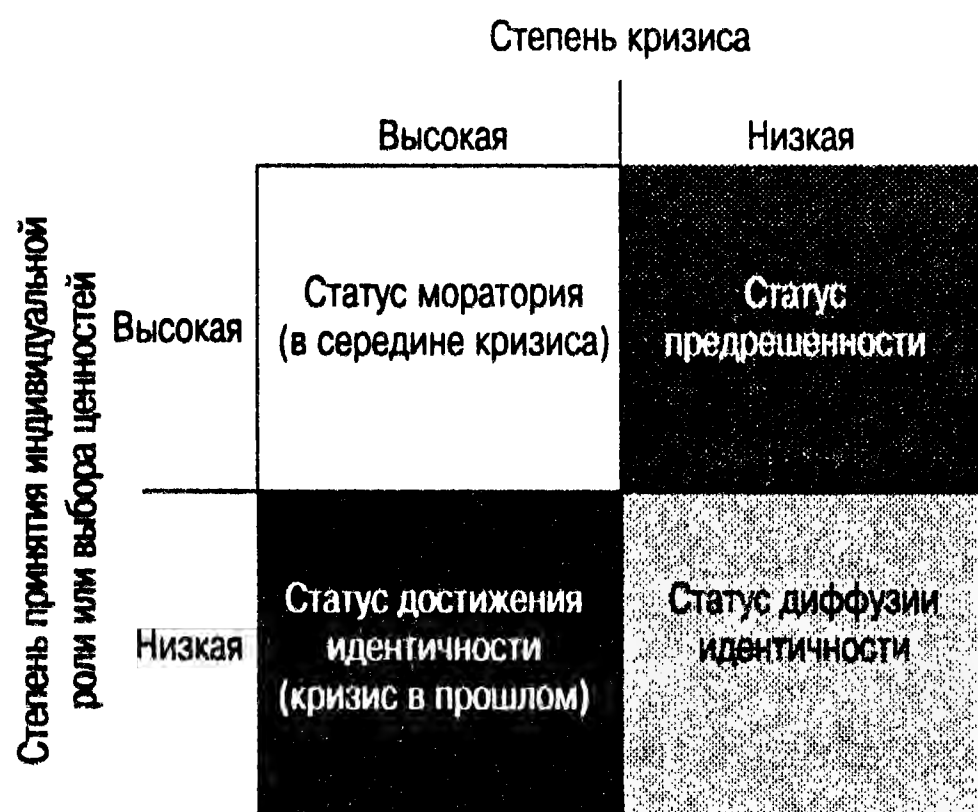 Степень кризиса
Высокая
Низкая
Степень принятия индивидуальной
роли или выбора ценностей
Высокая
Статус моратория
(в середине кризиса)
Статус
предрешенности
Низкая
Статус достижения
идентичности
(кризис в прошлом)
Статус диффузии
идентичности